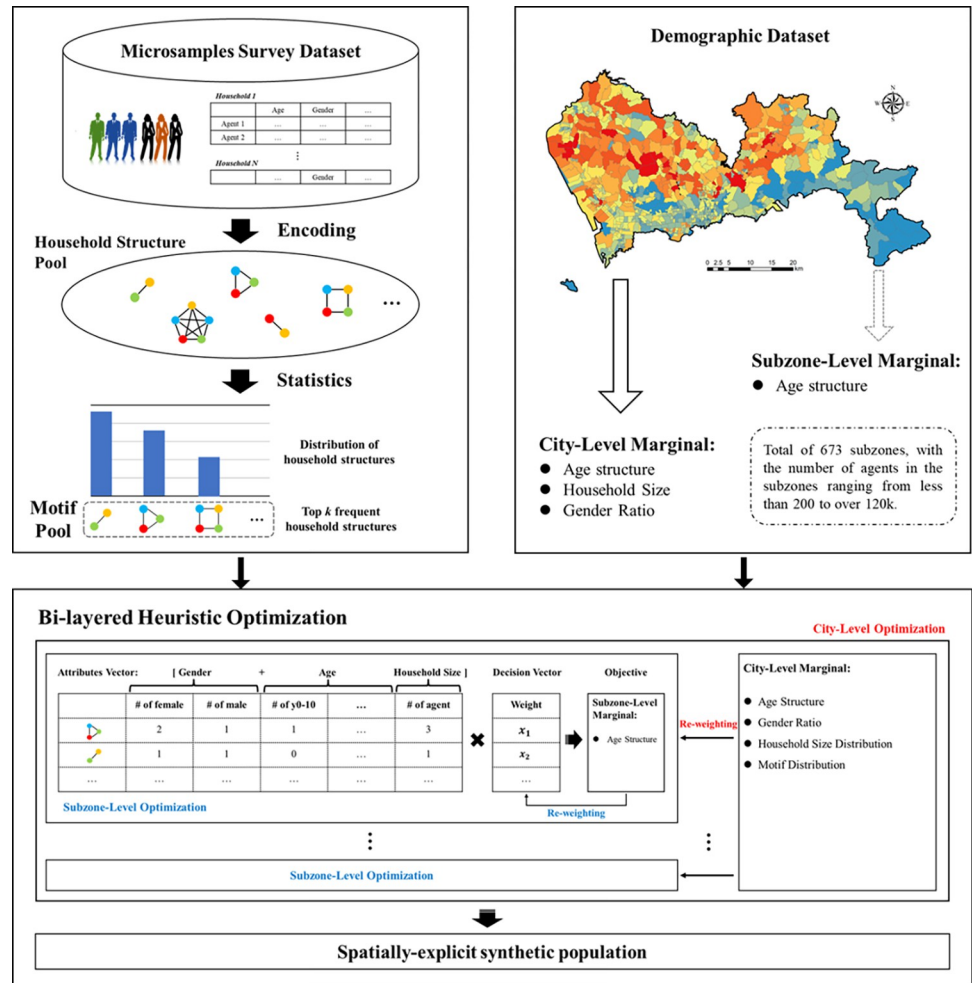 Microsamples Survey Dataset
Household 1
Age Gender …
Agent 1 … … …
Agent 2 … … …
⋮
Household N
… Gender …
Encoding
Household Structure
Pool
…
Statistics
Distribution of
household structures
Motif
Pool
…
Top k frequent
household structures
Demographic Dataset
N
W E
S
0 2.5 5 10 15 20
km
Subzone-Level Marginal:
● Age structure
City-Level Marginal:
● Age structure
● Household Size
● Gender Ratio
Total of 673 subzones, with
the number of agents in the
subzones ranging from less
than 200 to over 120k.
Bi-layered Heuristic Optimization
City-Level Optimization
Attributes Vector: [ Gender + Age Household Size ] Decision Vector Objective
# of female # of male # of y0-10 … # of agent
2 1 1 … 3
1 1 0 … 1
… … … … … …
Weight
x₁
x₂
…
Subzone-Level
Marginal:
● Age Structure
Re-weighting
Subzone-Level Optimization
⋮
Subzone-Level Optimization
Re-weighting
⋮
City-Level Marginal:
● Age Structure
● Gender Ratio
● Household Size Distribution
● Motif Distribution
Spatially-explicit synthetic population